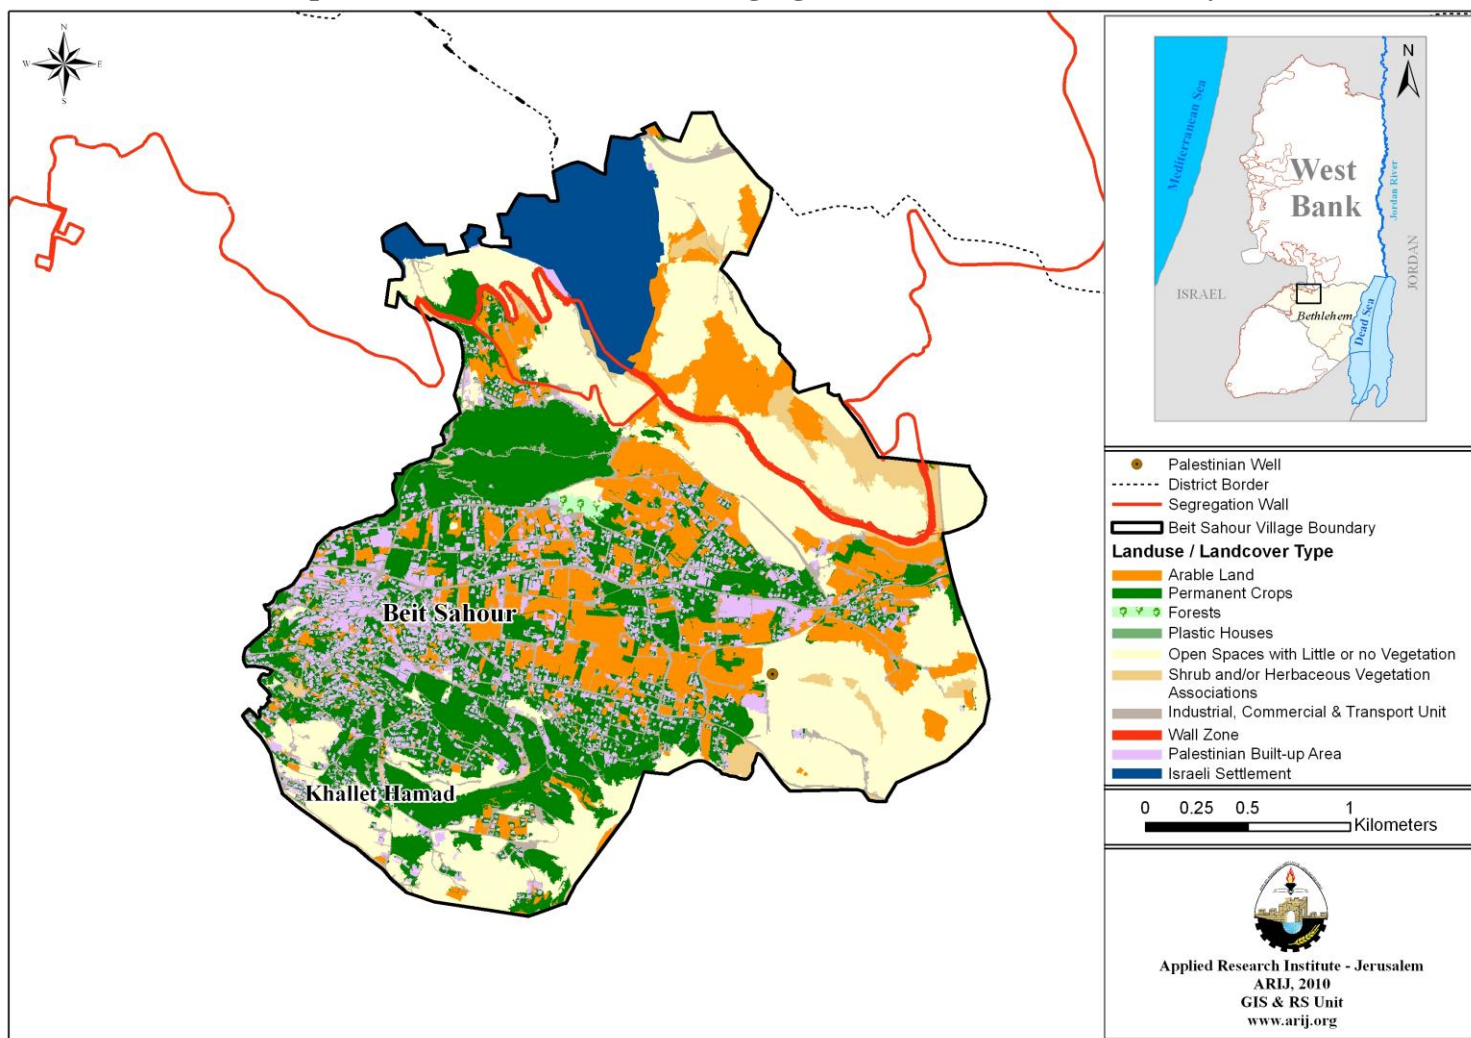 N
W E
S
N
Mediterranean Sea
West
Bank
Jordan River
JORDAN
ISRAEL
Bethlehem
Dead Sea
Beit Sahour
Khallet Hamad
Palestinian Well
District Border
Segregation Wall
Beit Sahour Village Boundary
Landuse / Landcover Type
Arable Land
Permanent Crops
Forests
Plastic Houses
Open Spaces with Little or no Vegetation
Shrub and/or Herbaceous Vegetation
Associations
Industrial, Commercial & Transport Unit
Wall Zone
Palestinian Built-up Area
Israeli Settlement
0 0.25 0.5 1
Kilometers
Applied Research Institute - Jerusalem
ARIJ, 2010
GIS & RS Unit
www.arij.org